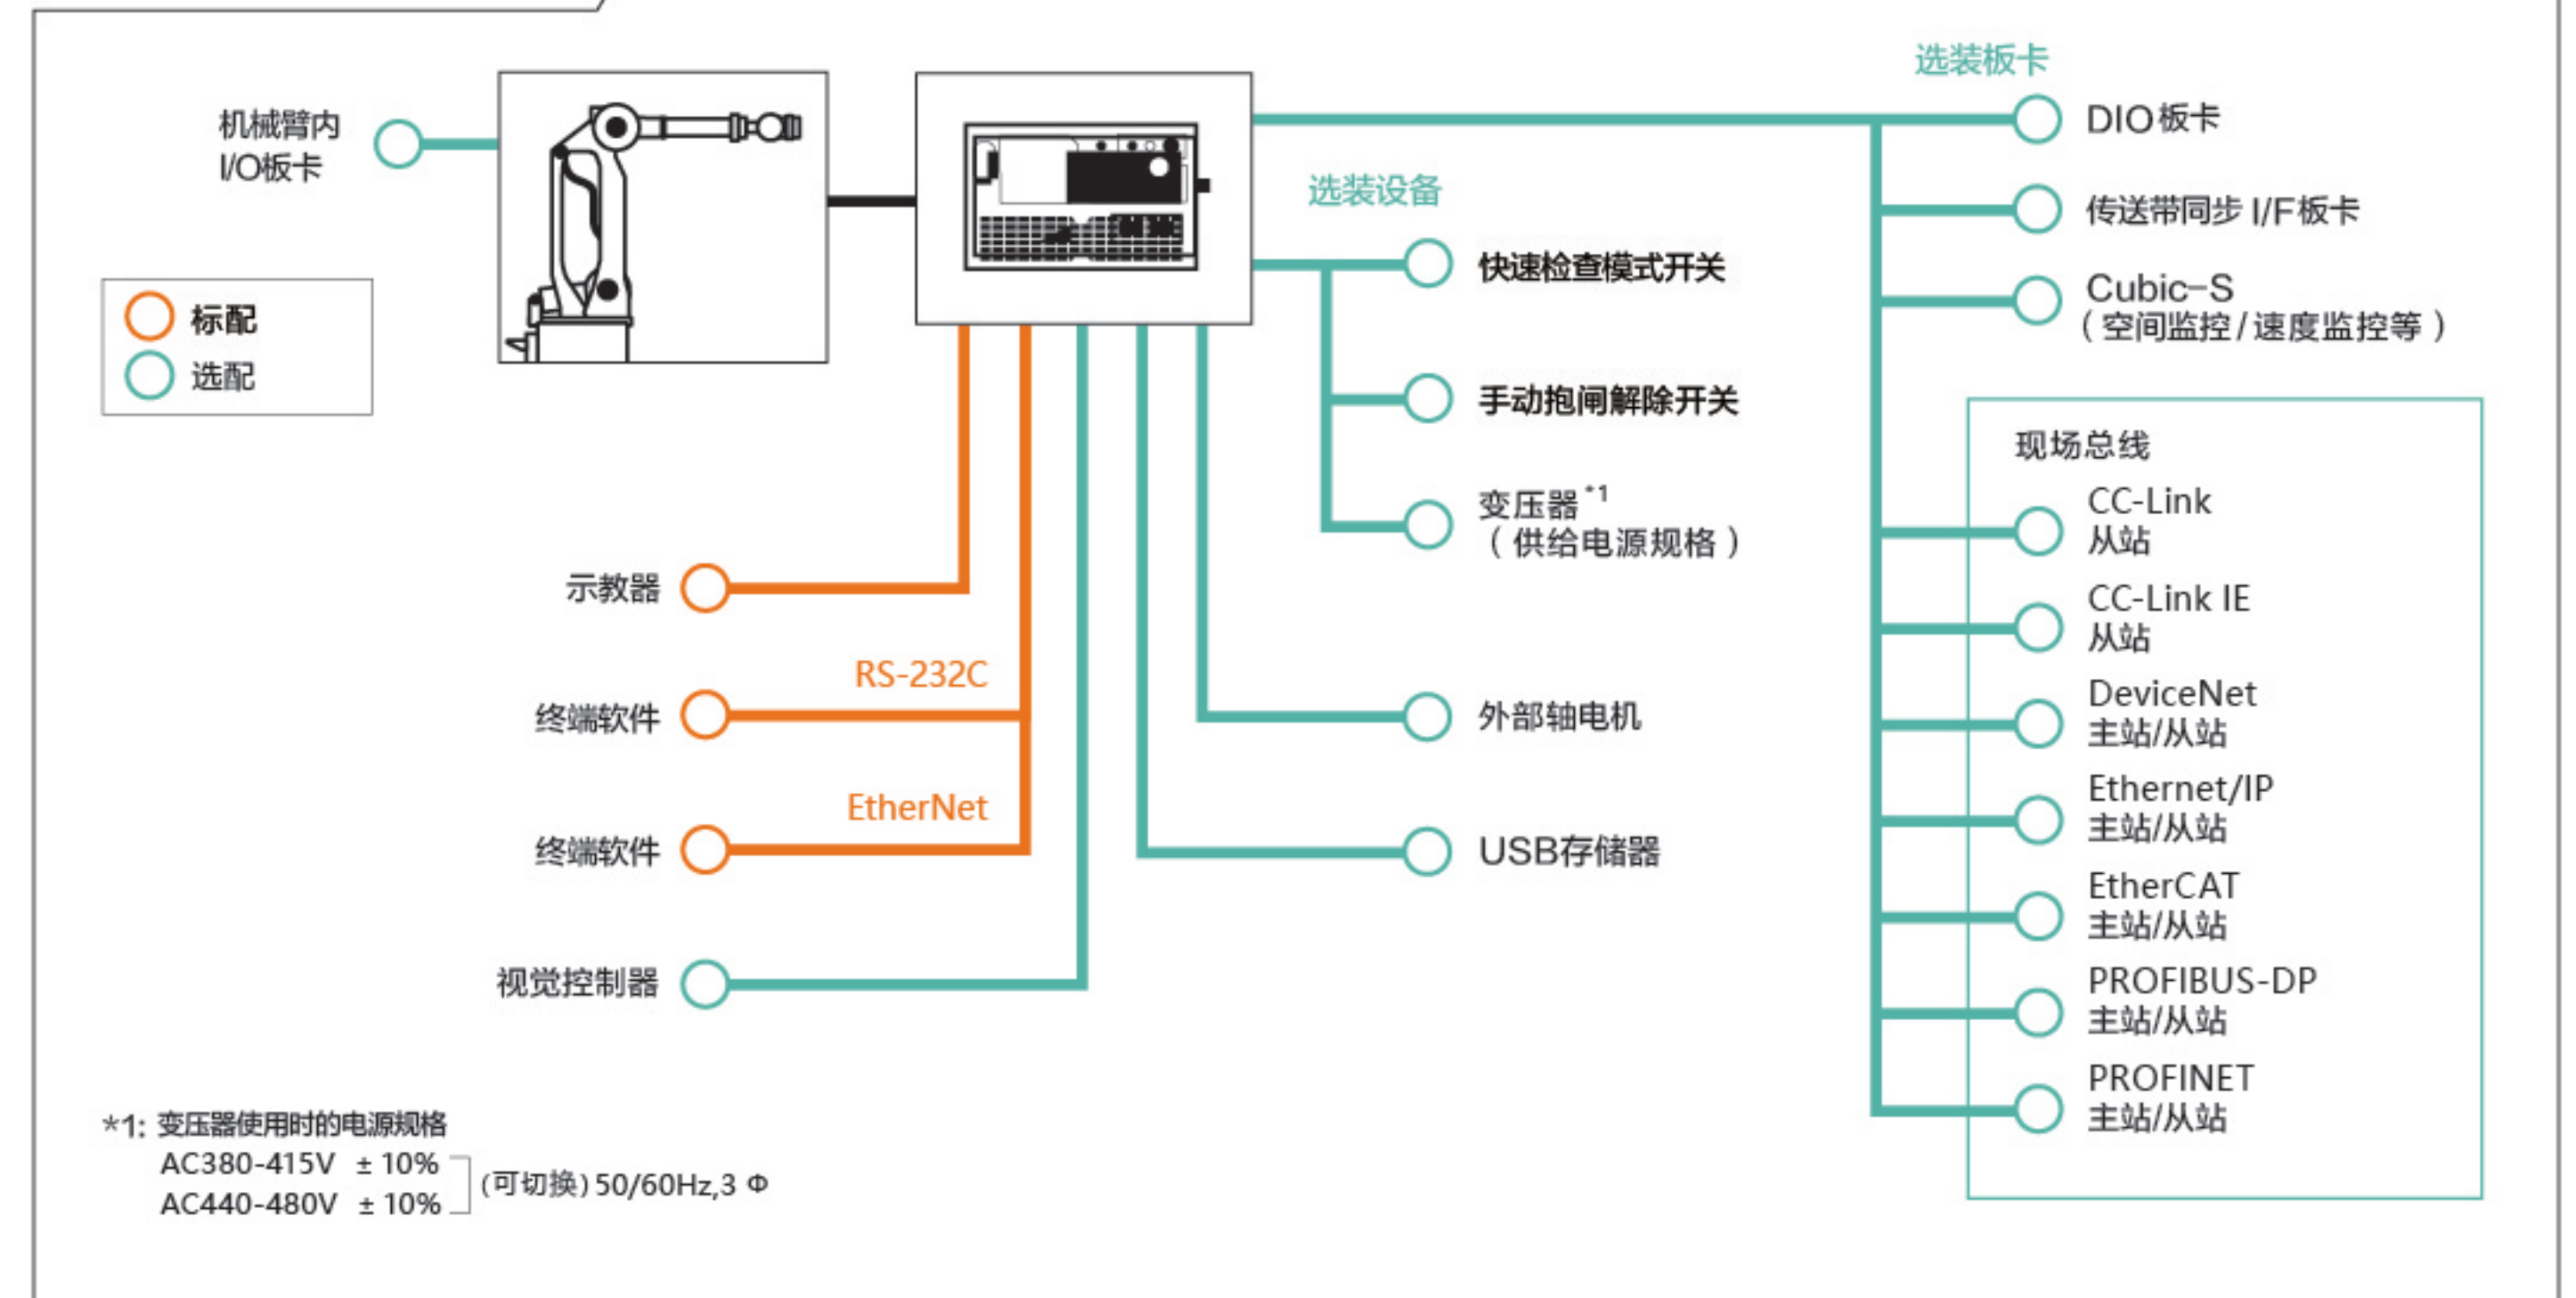 机械臂内
I/O板卡
标配
选配
选装板卡
DIO板卡
传送带同步 I/F板卡
Cubic-S
（空间监控/速度监控等）
选装设备
快速检查模式开关
手动抱闸解除开关
变压器*1
（供给电源规格）
现场总线
CC-Link
从站
CC-Link IE
从站
DeviceNet
主站/从站
Ethernet/IP
主站/从站
EtherCAT
主站/从站
PROFIBUS-DP
主站/从站
PROFINET
主站/从站
示教器
RS-232C
终端软件
EtherNet
终端软件
视觉控制器
外部轴电机
USB存储器
*1: 变压器使用时的电源规格
AC380-415V ±10%
AC440-480V ±10%
(可切换)50/60Hz,3 Φ